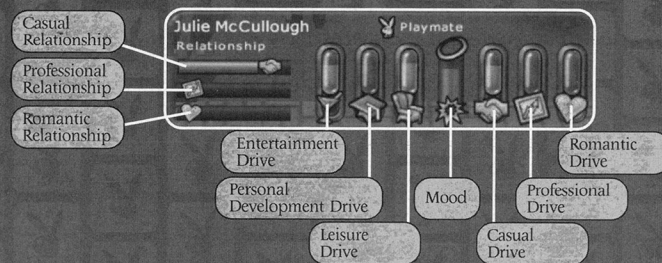 Casual
Relationship
Professional
Relationship
Romantic
Relationship
Julie McCullough
Playmate
Relationship
Entertainment
Drive
Personal
Development Drive
Leisure
Drive
Mood
Casual
Drive
Professional
Drive
Romantic
Drive